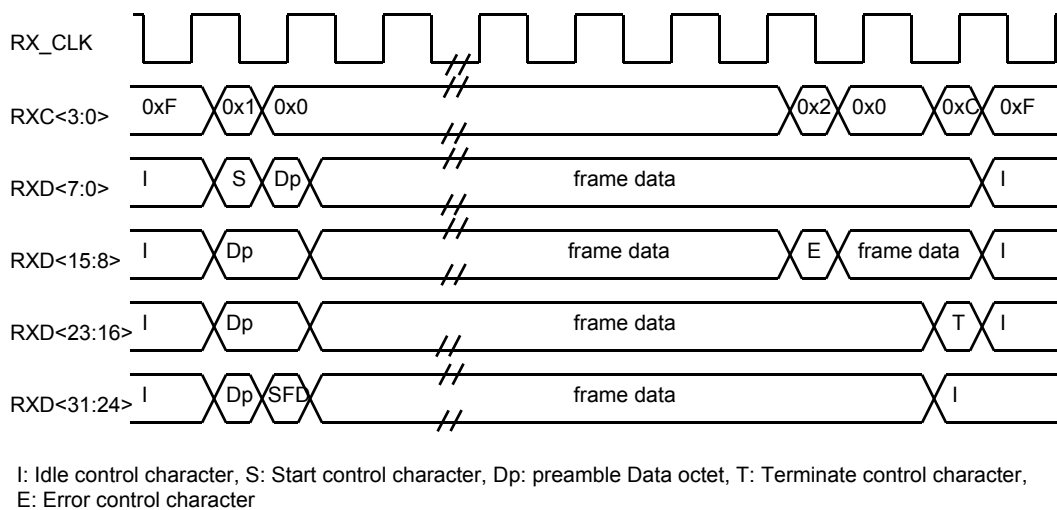 RX_CLK
RXC<3:0> 0xF 0x1 0x0 0x2 0x0 0xC 0xF
RXD<7:0> I S Dp frame data I
RXD<15:8> I Dp frame data E frame data I
RXD<23:16> I Dp frame data T I
RXD<31:24> I Dp SFD frame data I
I: Idle control character, S: Start control character, Dp: preamble Data octet, T: Terminate control character,
E: Error control character